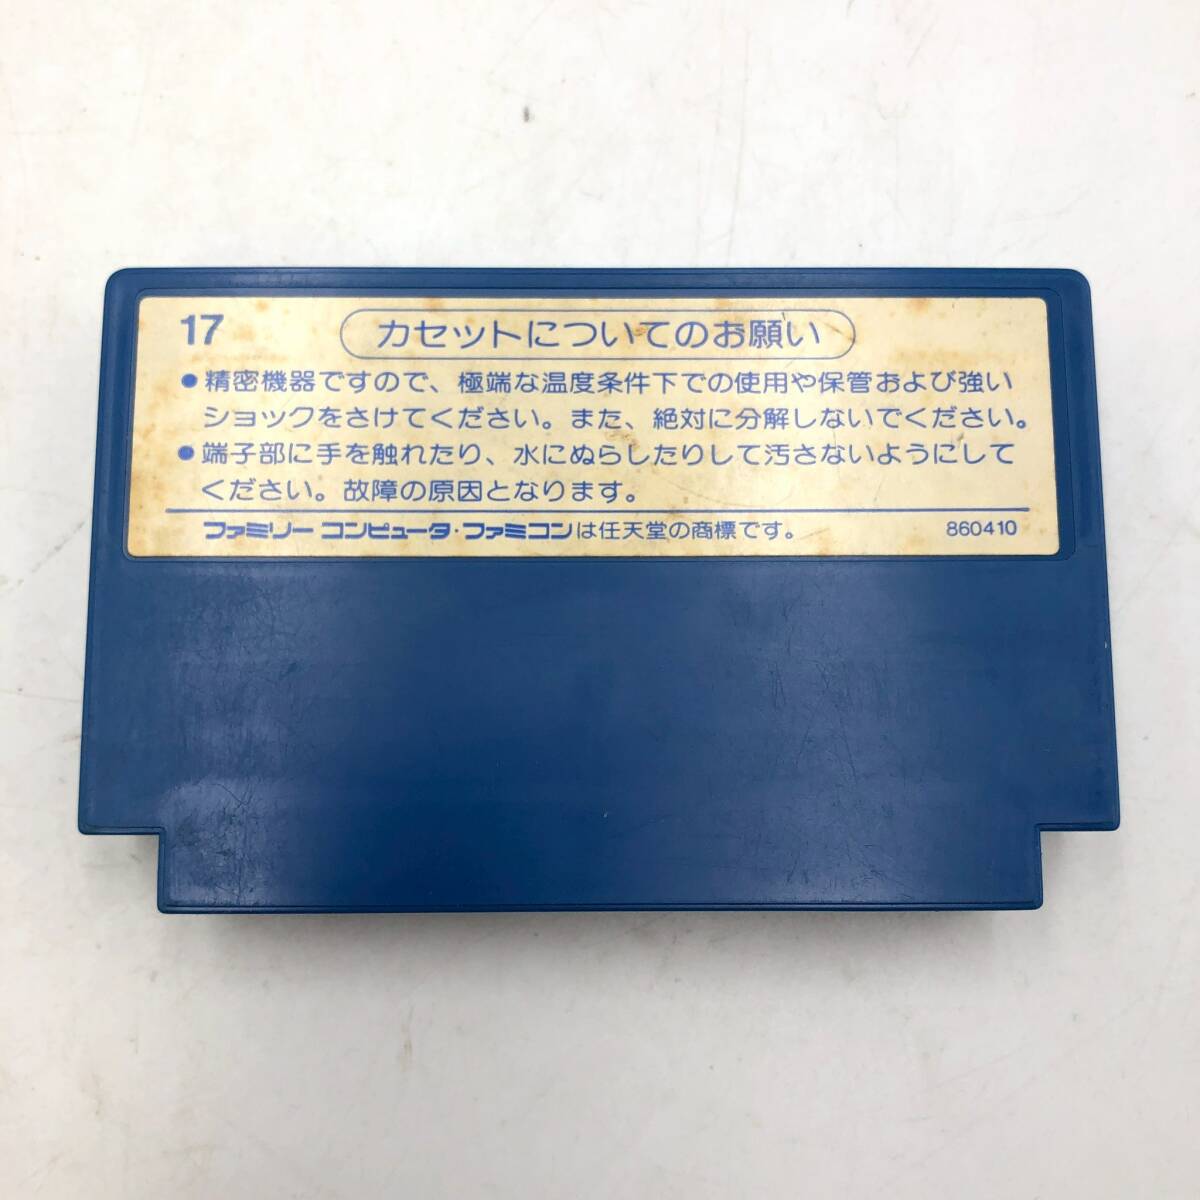 17
カセットについてのお願い
●精密機器ですので、極端な温度条件下での使用や保管および強い
ショックをさけてください。また、絶対に分解しないでください。
●端子部に手を触れたり、水にぬらしたりして汚さないようにして
ください。故障の原因となります。
ファミリーコンピュータ・ファミコンは任天堂の商標です。 860410